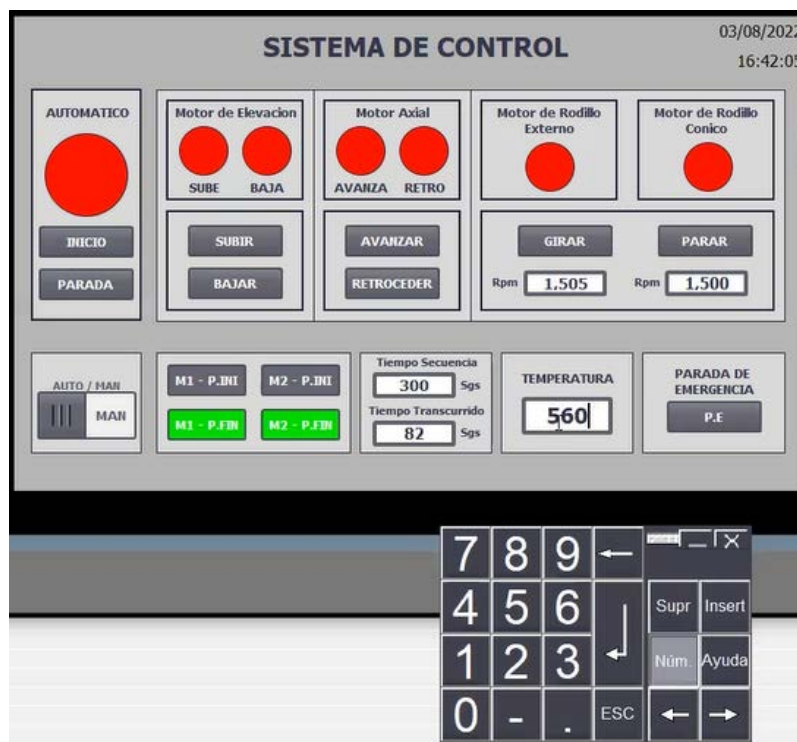 SISTEMA DE CONTROL
03/08/2022
16:42:05
AUTOMATICO
INICIO
PARADA
Motor de Elevacion
SUBE BAJA
SUBIR
BAJAR
Motor Axial
AVANZA RETRO
AVANZAR
RETROCEDER
Motor de Rodillo
Externo
Motor de Rodillo
Conico
GIRAR
PARAR
Rpm 1,505
Rpm 1,500
AUTO / MAN
MAN
M1 - P.INI M2 - P.INI
M1 - P.FIN M2 - P.FIN
Tiempo Secuencia
300 Sgs
Tiempo Transcurrido
82 Sgs
TEMPERATURA
560
PARADA DE
EMERGENCIA
P.E
7 8 9
4 5 6 Supr Insert
1 2 3 Núm. Ayuda
0 - . ESC